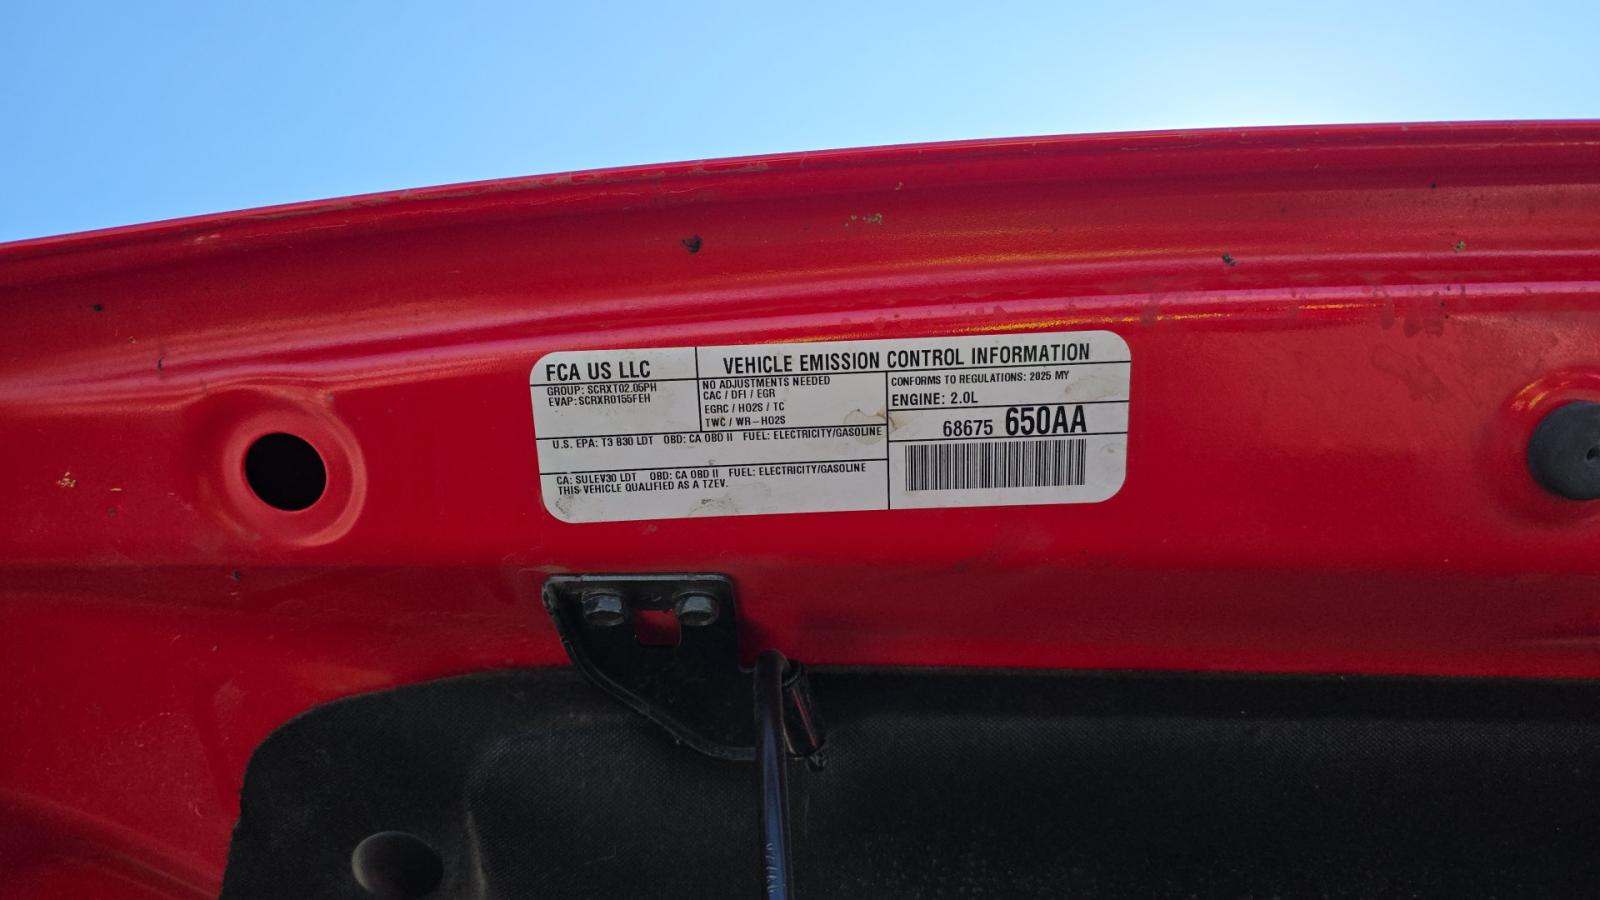 FCA US LLC
GROUP: SCRXT02.05PH
EVAP: SCRXR0155FEH
VEHICLE EMISSION CONTROL INFORMATION
NO ADJUSTMENTS NEEDED
CAC / DFI / EGR
EGRC / HO2S / TC
TWC / WR-HO2S
CONFORMS TO REGULATIONS: 2025 MY
ENGINE: 2.0L
68675 650AA
U.S. EPA: T3 B30 LDT OBD: CA OBD II FUEL: ELECTRICITY/GASOLINE
CA: SULEV30 LDT OBD: CA OBD II FUEL: ELECTRICITY/GASOLINE
THIS VEHICLE QUALIFIED AS A TZEV.